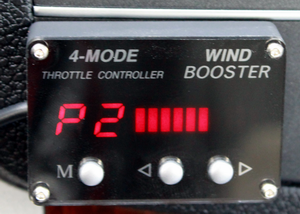 4-MODE WIND
THROTTLE CONTROLLER BOOSTER
P2
M